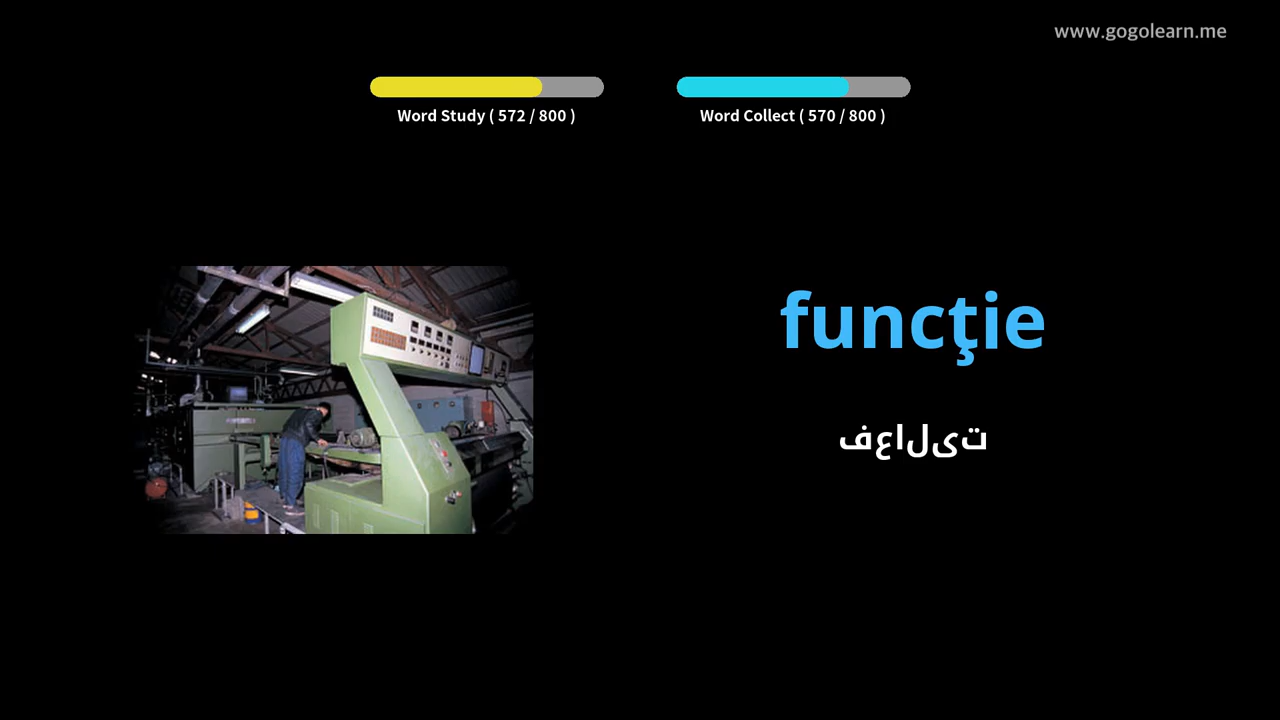 www.gogolearn.me
Word Study ( 572 / 800 )
Word Collect ( 570 / 800 )
funcţie
فعالیت